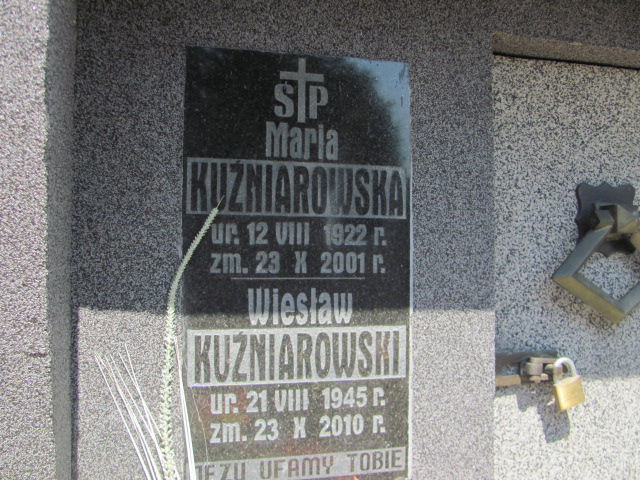 Ś P
Maria
KUŹNIAROWSKA
ur. 12 VIII 1922 r.
zm. 23 X 2001 r.
Wiesław
KUŹNIAROWSKI
ur. 21 VIII 1945 r.
zm. 23 X 2010 r.
JEZU UFAMY TOBIE